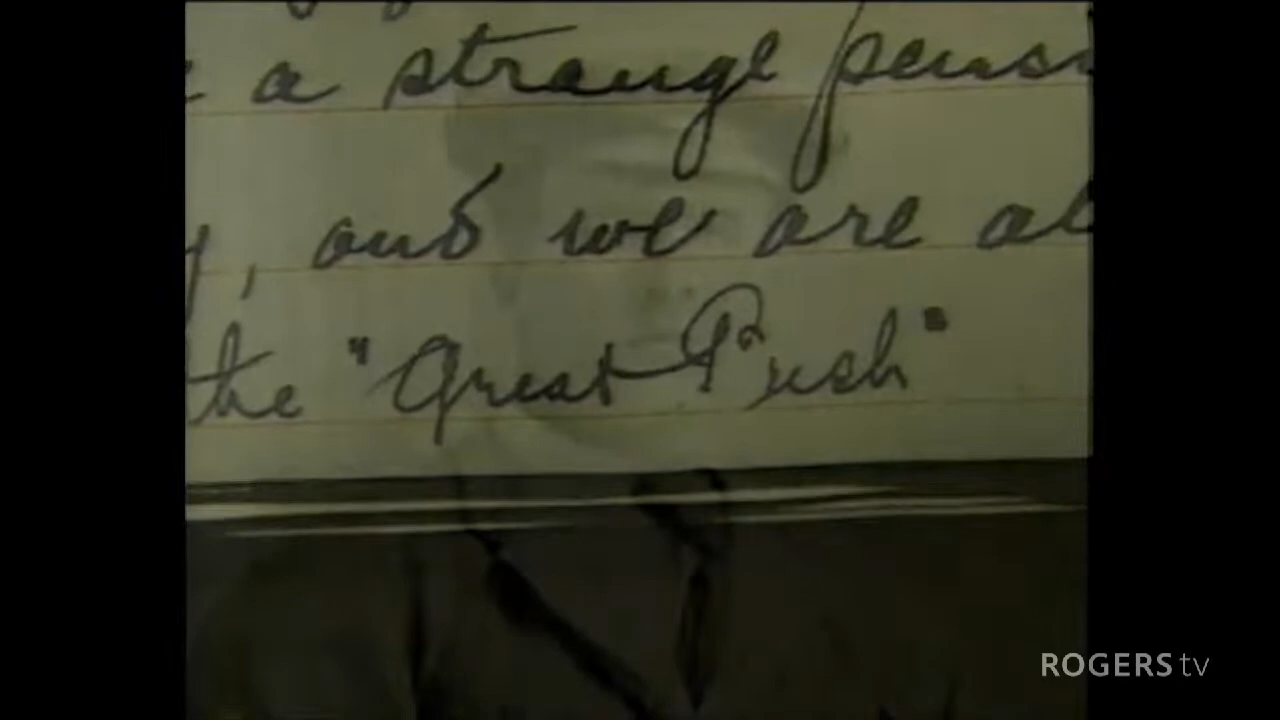 a strange
, and we are
the "Great Push"
ROGERS tv